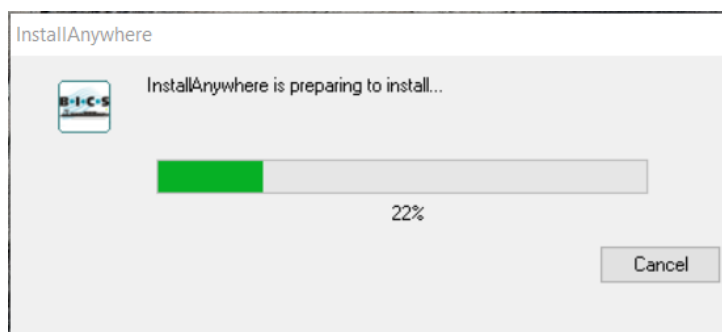 InstallAnywhere
InstallAnywhere is preparing to install...
B·I·C·S
22%
Cancel